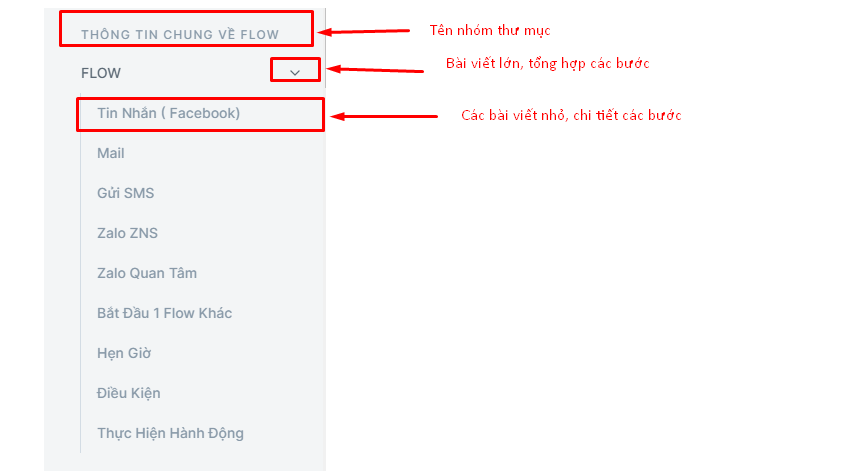 THÔNG TIN CHUNG VỀ FLOW
Tên nhóm thư mục
FLOW
Bài viết lớn, tổng hợp các bước
Tin Nhắn ( Facebook)
Các bài viết nhỏ, chi tiết các bước
Mail
Gửi SMS
Zalo ZNS
Zalo Quan Tâm
Bắt Đầu 1 Flow Khác
Hẹn Giờ
Điều Kiện
Thực Hiện Hành Động